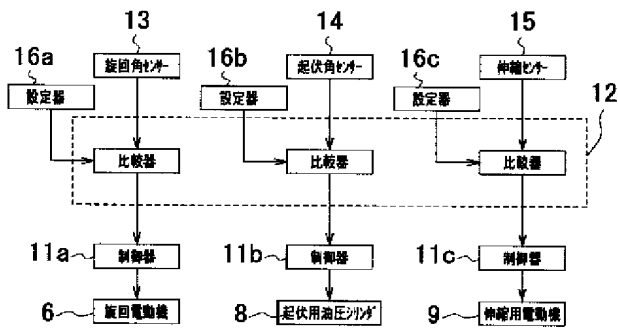 13
14
15
16a
旋回角センサー
16b
起伏角センサー
16c
伸縮センサー
設定器
設定器
設定器
12
比較器
比較器
比較器
11a
制御器
11b
制御器
11c
制御器
6
旋回電動機
8
起伏用油圧シリンダ
9
伸縮用電動機